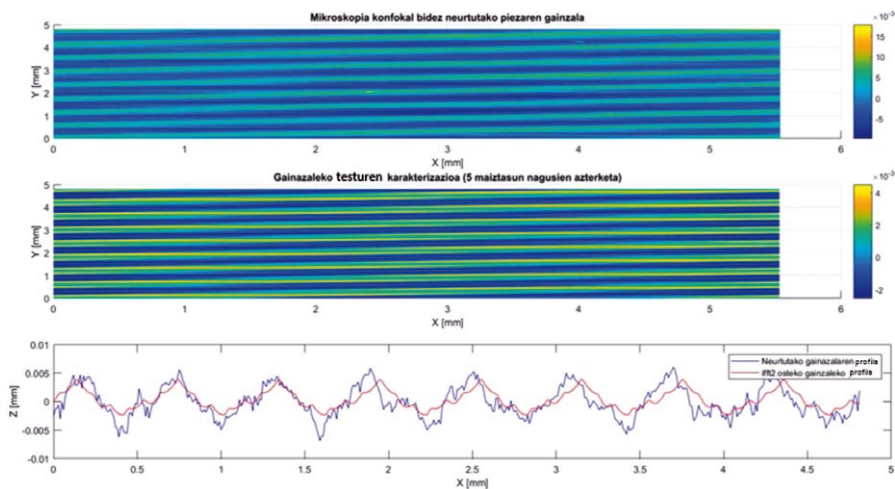 Mikroskopia konfokal bidez neurtutako piezaren gainzala
5
4
3
2
1
0
Y [mm]
0 1 2 3 4 5 6
X [mm]
× 10⁻³
15
10
5
0
-5
Gainazaleko testuren karakterizazioa (5 maiztasun nagusien azterketa)
5
4
3
2
1
0
Y [mm]
0 1 2 3 4 5 6
X [mm]
× 10⁻³
4
2
0
-2
0.01
0.005
0
-0.005
-0.01
Z [mm]
Neurtutako gainazalaren profila
ifft2 osteko gainzaleko profila
0 0.5 1 1.5 2 2.5 3 3.5 4 4.5 5
X [mm]